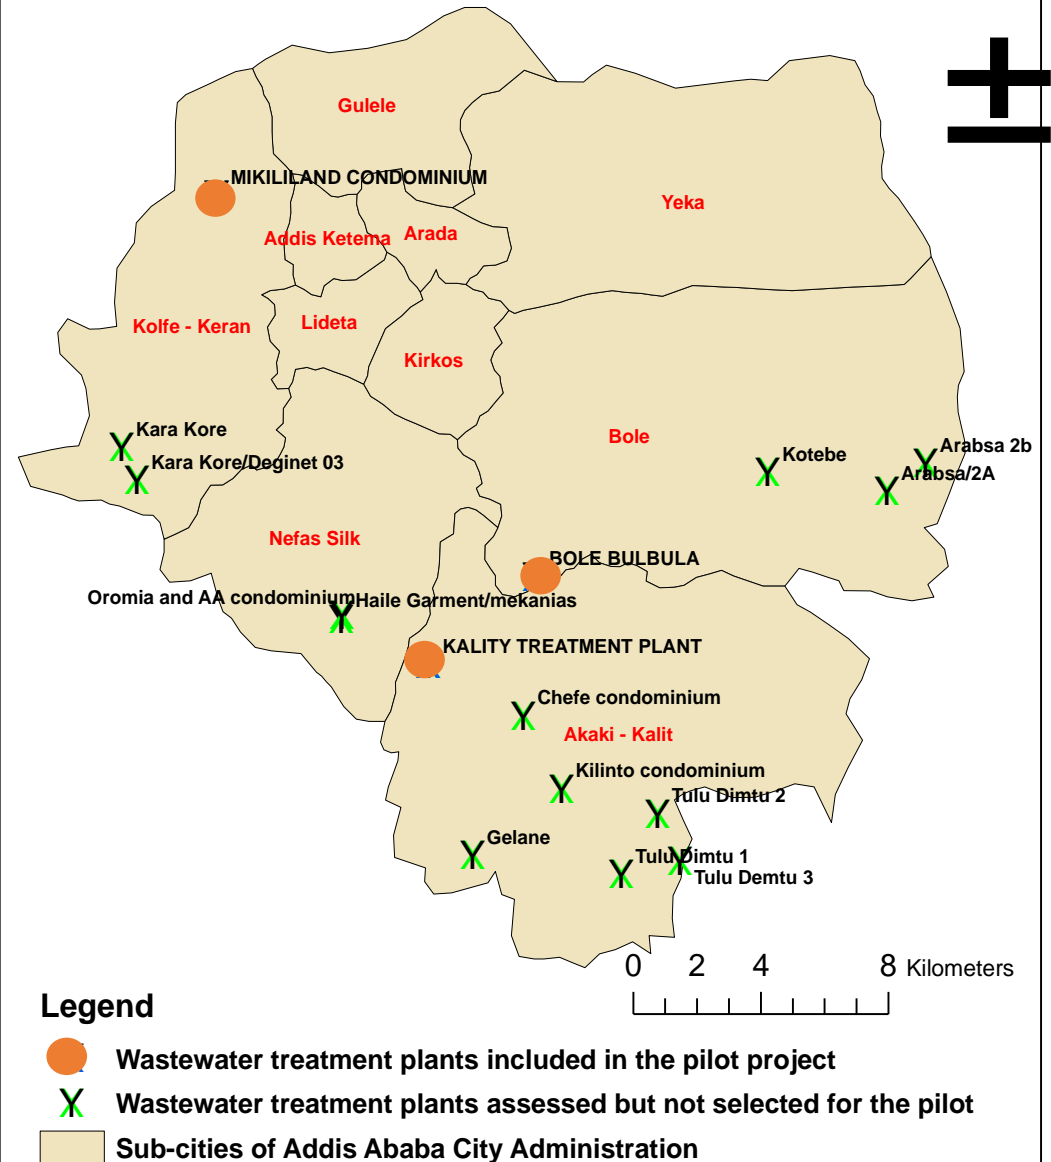 Gulele
MIKILILAND CONDOMINIUM
Yeka
Addis Ketema
Arada
Kolfe - Keran
Lideta
Kirkos
Kara Kore
Bole
Arabsa 2b
Kotebe
Kara Kore/Deginet 03
Arabsa/2A
Nefas Silk
BOLE BULBULA
Oromia and AA condominium
Haile Garment/mekanias
KALITY TREATMENT PLANT
Chefe condominium
Akaki - Kalit
Kilinto condominium
Tulu Dimtu 2
Gelane
Tulu Dimtu 1
Tulu Demtu 3
0 2 4 8 Kilometers
Legend
Wastewater treatment plants included in the pilot project
Wastewater treatment plants assessed but not selected for the pilot
Sub-cities of Addis Ababa City Administration